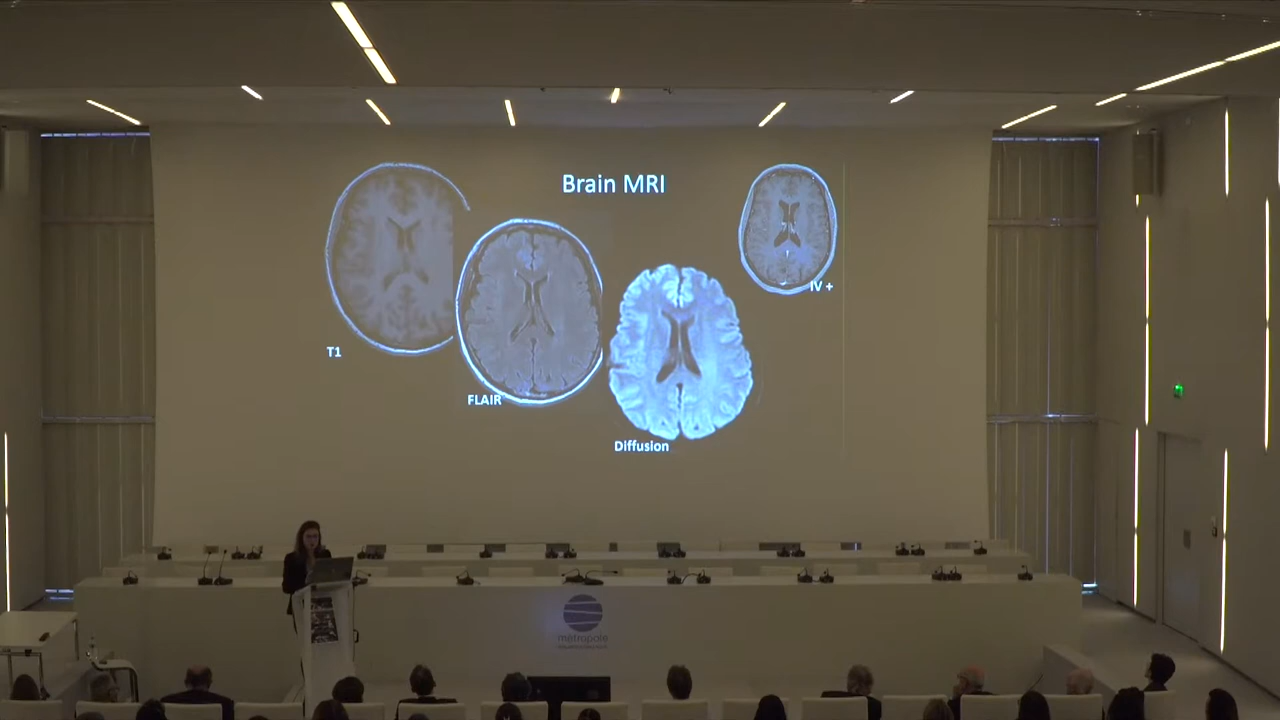 Brain MRI
IV +
T1
FLAIR
Diffusion
métropole